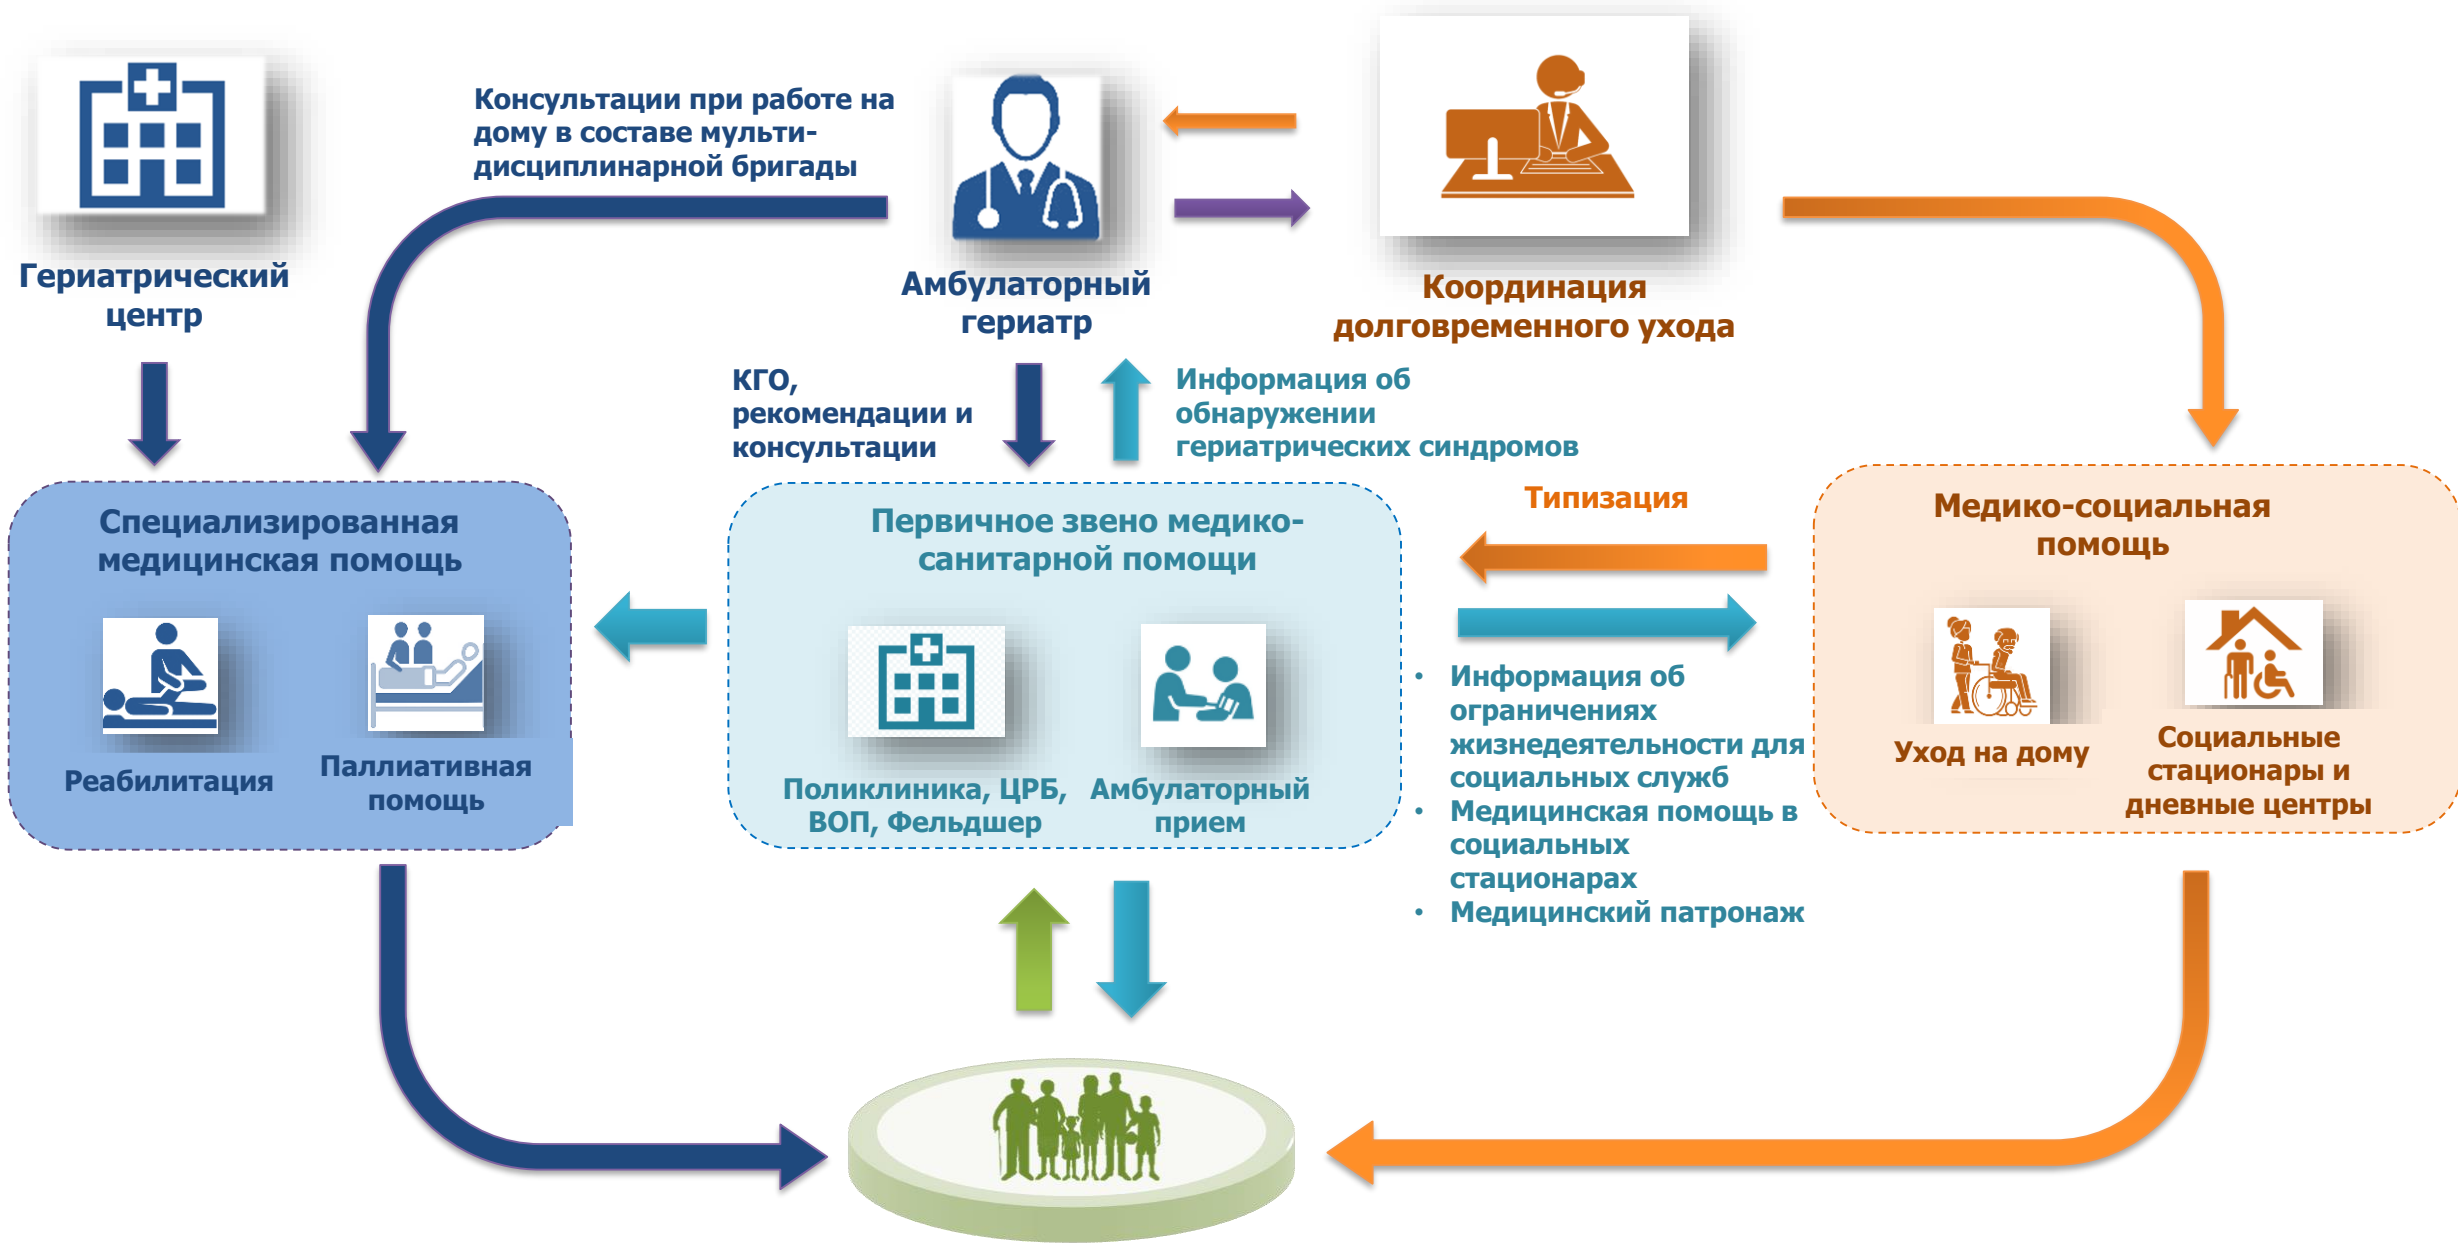 Консультации при работе на
дому в составе мульти-
дисциплинарной бригады
Гериатрический
центр
Амбулаторный
гериатр
Координация
долговременного ухода
КГО,
рекомендации и
консультации
Информация об
обнаружении
гериатрических синдромов
Специализированная
медицинская помощь
Реабилитация
Паллиативная
помощь
Первичное звено медико-
санитарной помощи
Поликлиника, ЦРБ,
ВОП, Фельдшер
Амбулаторный
прием
Типизация
• Информация об
ограничениях
жизнедеятельности для
социальных служб
• Медицинская помощь в
социальных
стационарах
• Медицинский патронаж
Медико-социальная
помощь
Уход на дому
Социальные
стационары и
дневные центры